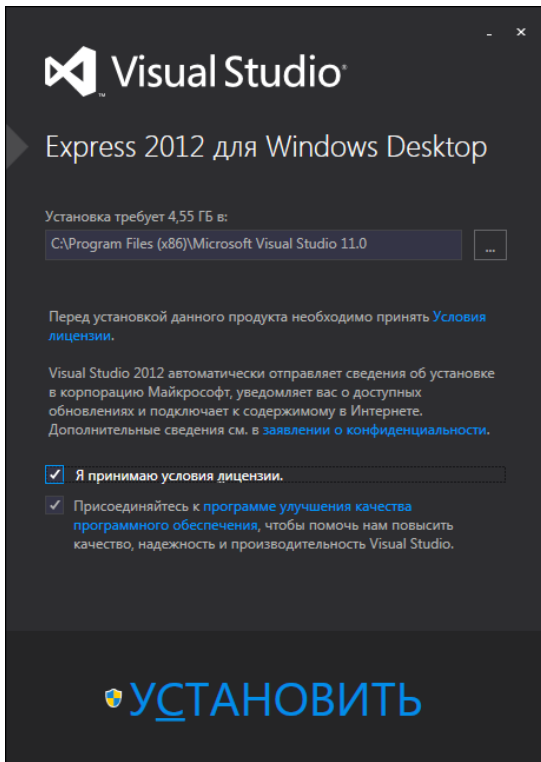 Visual Studio
Express 2012 для Windows Desktop
Установка требует 4,55 ГБ в:
C:\Program Files (x86)\Microsoft Visual Studio 11.0
...
Перед установкой данного продукта необходимо принять Условия
лицензии.
Visual Studio 2012 автоматически отправляет сведения об установке
в корпорацию Майкрософт, уведомляет вас о доступных
обновлениях и подключает к содержимому в Интернете.
Дополнительные сведения см. в заявлении о конфиденциальности.
Я принимаю условия лицензии.
Присоединяйтесь к программе улучшения качества
программного обеспечения, чтобы помочь нам повысить
качество, надежность и производительность Visual Studio.
УСТАНОВИТЬ